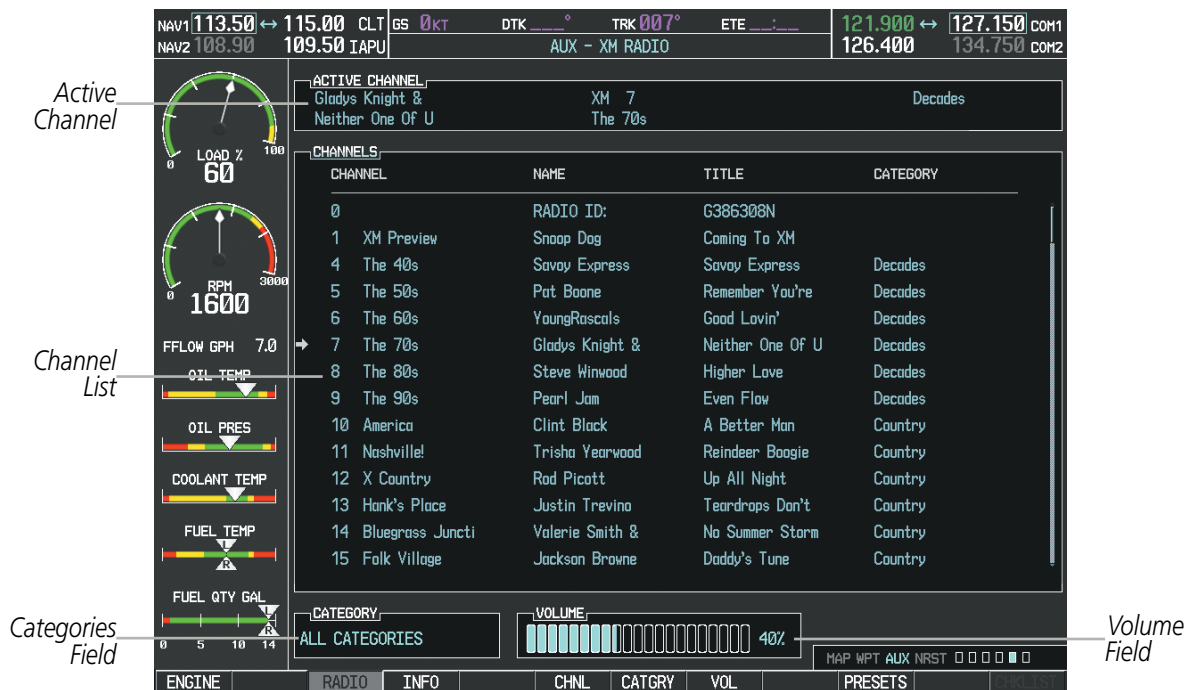 NAV1 113.50 ↔ 115.00 CLT GS 0KT DTK ___° TRK 007° ETE __:__ 121.900 ↔ 127.150 COM1
NAV2 108.90 109.50 IAPU AUX - XM RADIO 126.400 134.750 COM2
Active Channel
ACTIVE CHANNEL
Gladys Knight & XM 7 Decades
Neither One Of U The 70s
0 100
LOAD %
60
0 3000
RPM
1600
FFLOW GPH 7.0
OIL TEMP
OIL PRES
COOLANT TEMP
FUEL TEMP
L
R
FUEL QTY GAL
L
R
0 5 10 14
Channel List
CHANNELS
CHANNEL NAME TITLE CATEGORY
0 RADIO ID: G386308N
1 XM Preview Snoop Dog Coming To XM
4 The 40s Savoy Express Savoy Express Decades
5 The 50s Pat Boone Remember You're Decades
6 The 60s YoungRascals Good Lovin' Decades
7 The 70s Gladys Knight & Neither One Of U Decades
8 The 80s Steve Winwood Higher Love Decades
9 The 90s Pearl Jam Even Flow Decades
10 America Clint Black A Better Man Country
11 Nashville! Trisha Yearwood Reindeer Boogie Country
12 X Country Rod Picott Up All Night Country
13 Hank's Place Justin Trevino Teardrops Don't Country
14 Bluegrass Juncti Valerie Smith & No Summer Storm Country
15 Folk Village Jackson Browne Daddy's Tune Country
Categories Field
CATEGORY
ALL CATEGORIES
VOLUME
40%
Volume Field
MAP WPT AUX NRST
ENGINE RADIO INFO CHNL CATGRY VOL PRESETS CHKLIST